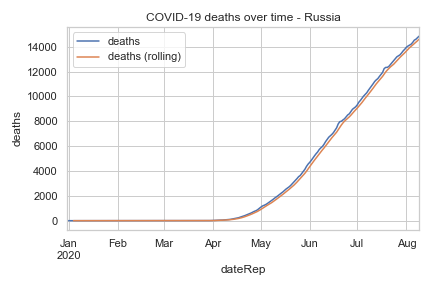 COVID-19 deaths over time - Russia
deaths
deaths (rolling)
14000
12000
10000
8000
6000
4000
2000
0
deaths
Jan Feb Mar Apr May Jun Jul Aug
2020
dateRep